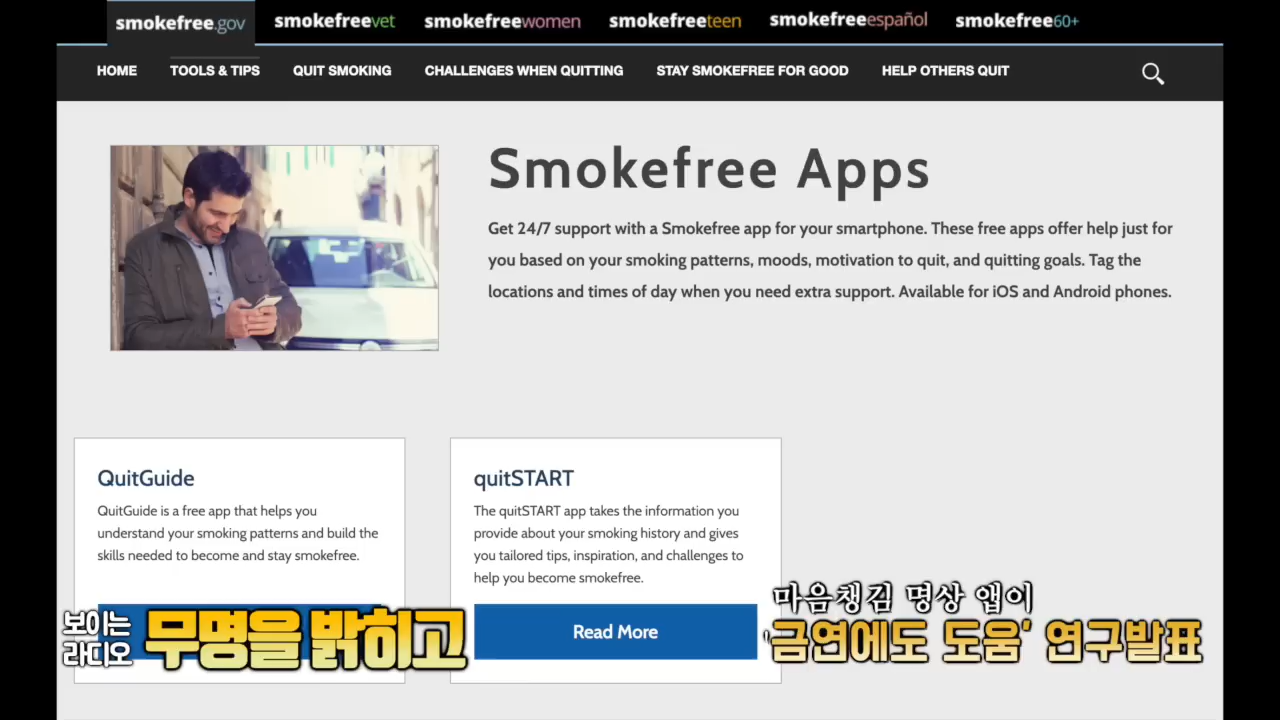 smokefree.gov smokefreevet smokefreewomen smokefreeteen smokefreeespañol smokefree60+
HOME TOOLS & TIPS QUIT SMOKING CHALLENGES WHEN QUITTING STAY SMOKEFREE FOR GOOD HELP OTHERS QUIT
Smokefree Apps
Get 24/7 support with a Smokefree app for your smartphone. These free apps offer help just for
you based on your smoking patterns, moods, motivation to quit, and quitting goals. Tag the
locations and times of day when you need extra support. Available for iOS and Android phones.
QuitGuide
QuitGuide is a free app that helps you
understand your smoking patterns and build the
skills needed to become and stay smokefree.
quitSTART
The quitSTART app takes the information you
provide about your smoking history and gives
you tailored tips, inspiration, and challenges to
help you become smokefree.
Read More
보이는
라디오
무명을 밝히고
마음챙김 명상 앱이
'금연에도 도움' 연구발표